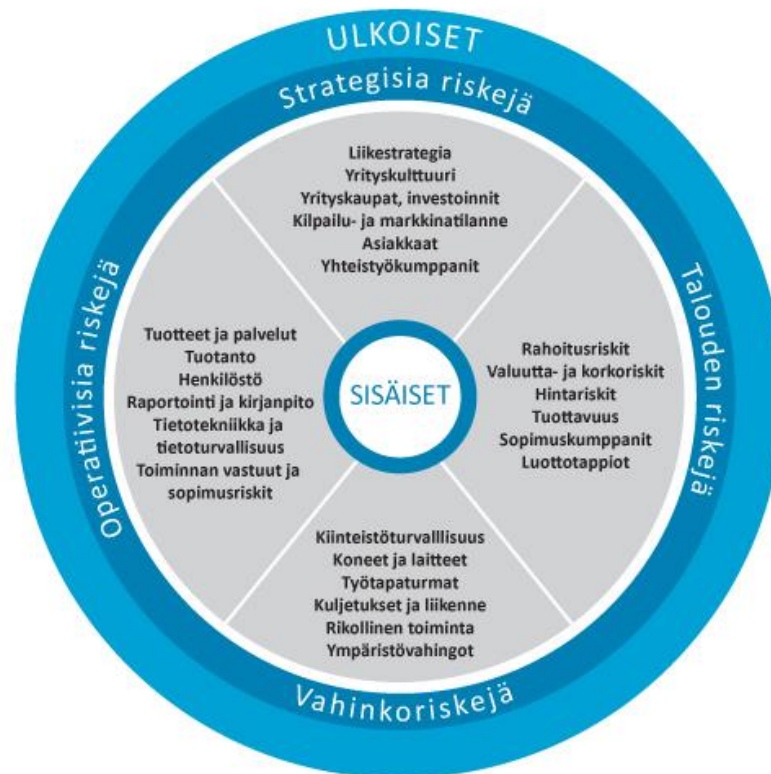 ULKOISET
Strategisia riskejä
Liikestrategia
Yrityskulttuuri
Yrityskaupat, investoinnit
Kilpailu- ja markkinatilanne
Asiakkaat
Yhteistyökumppanit
Operatiivisia riskejä
Tuotteet ja palvelut
Tuotanto
Henkilöstö
Raportointi ja kirjanpito
Tietotekniikka ja
tietoturvallisuus
Toiminnan vastuut ja
sopimusriskit
SISÄISET
Talouden riskejä
Rahoitusriskit
Valuutta- ja korkoriskit
Hintariskit
Tuottavuus
Sopimuskumppanit
Luottotappiot
Kiinteistöturvalllisuus
Koneet ja laitteet
Työtapaturmat
Kuljetukset ja liikenne
Rikollinen toiminta
Ympäristövahingot
Vahinkoriskejä